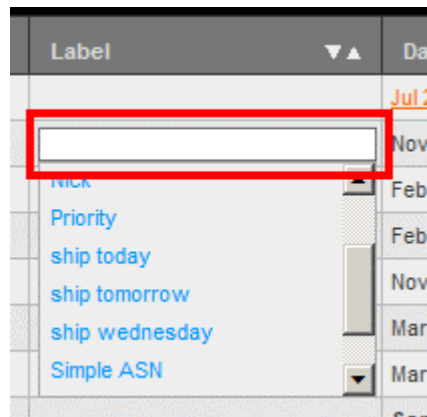 Label ▼▲ Da
Jul 2
Nov
Nick Feb
Priority
ship today Feb
ship tomorrow Nov
ship wednesday Mar
Simple ASN Mar